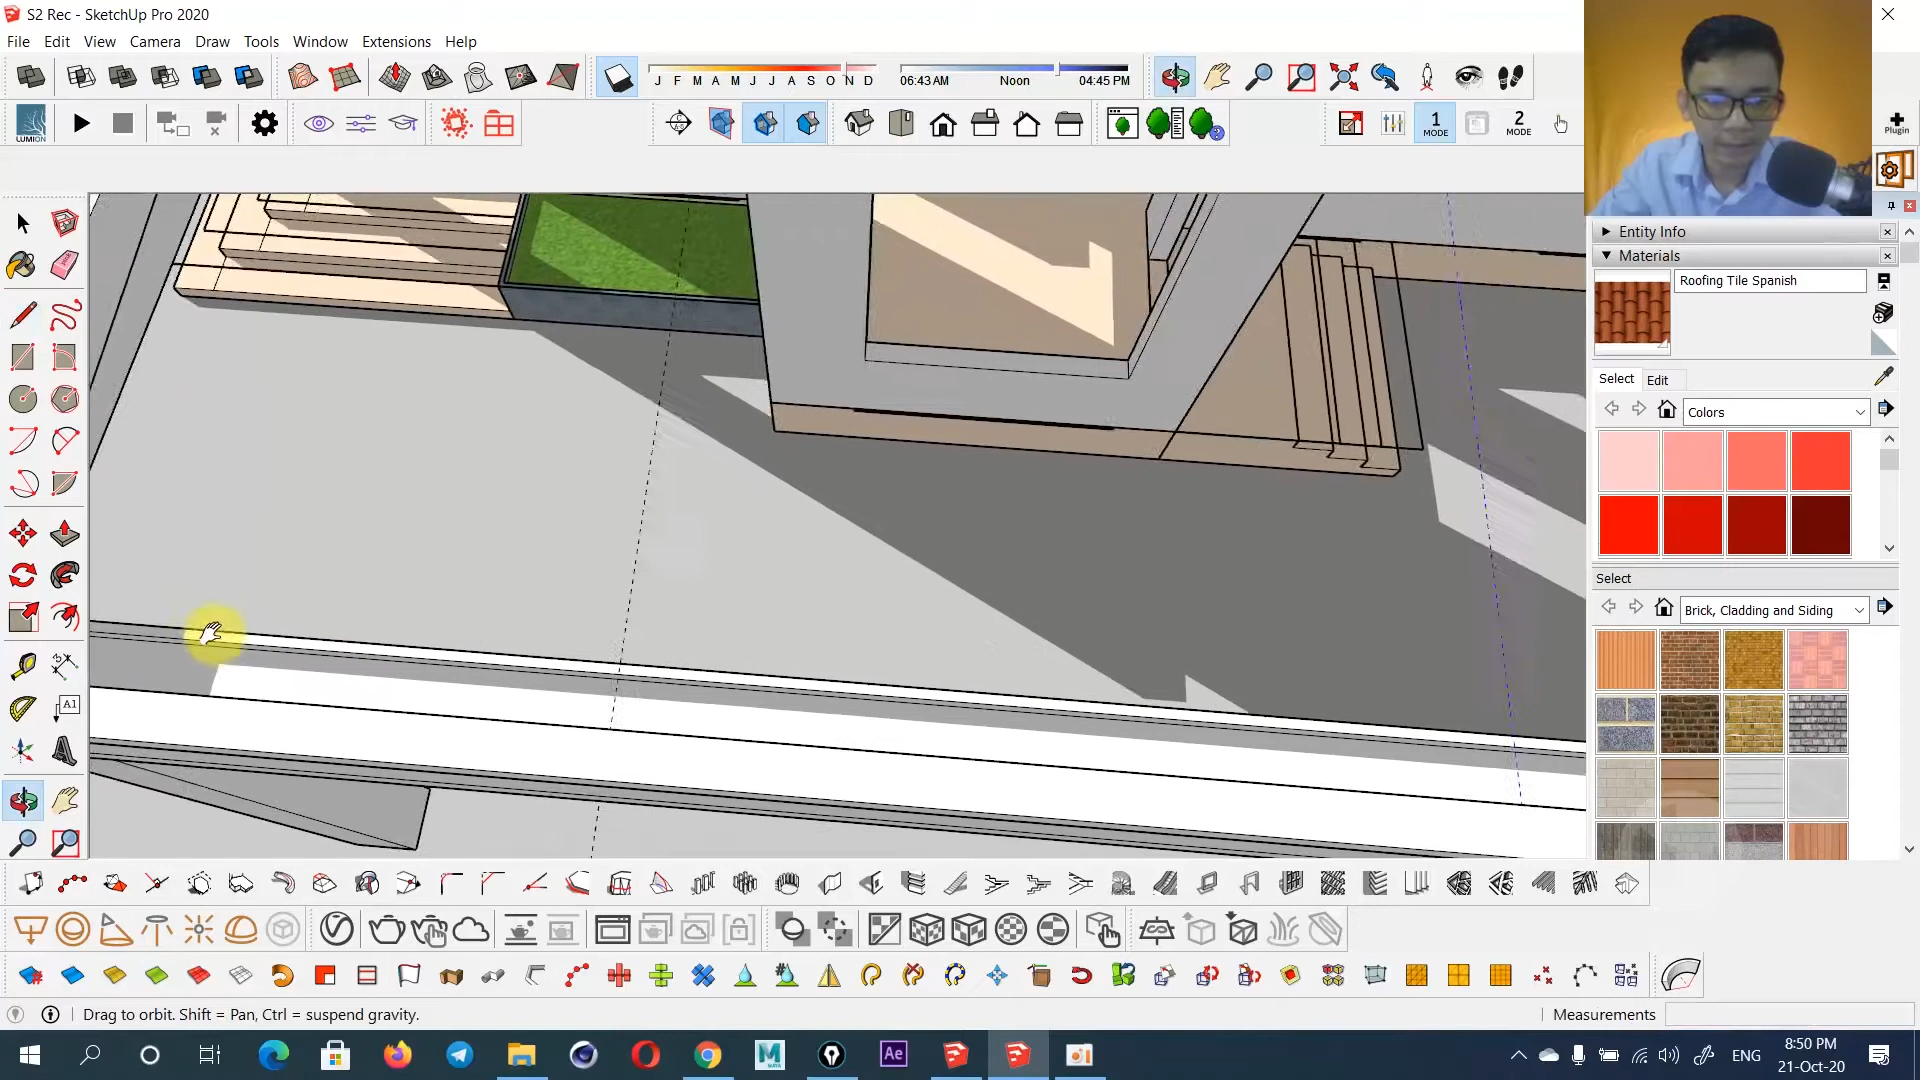 S2 Rec - SketchUp Pro 2020
File Edit View Camera Draw Tools Window Extensions Help
J F M A M J J A S O N D
06:43 AM Noon 04:45 PM
LUMION
1 MODE
2 MODE
Plugin
Entity Info
Materials
Roofing Tile Spanish
Select Edit
Colors
Select
Brick, Cladding and Siding
A1
Drag to orbit. Shift = Pan, Ctrl = suspend gravity.
Measurements
Ae
ENG
8:50 PM
21-Oct-20